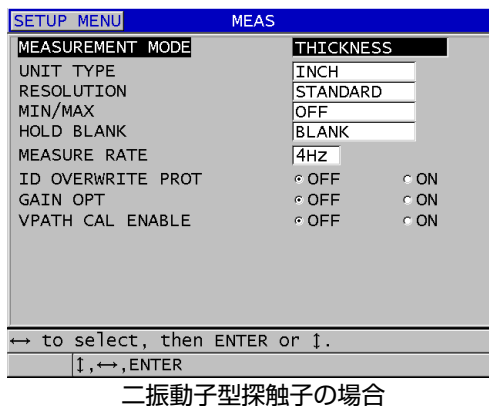 SETUP MENU MEAS
MEASUREMENT MODE THICKNESS
UNIT TYPE INCH
RESOLUTION STANDARD
MIN/MAX OFF
HOLD BLANK BLANK
MEASURE RATE 4Hz
ID OVERWRITE PROT OFF ON
GAIN OPT OFF ON
VPATH CAL ENABLE OFF ON
↔ to select, then ENTER or ↕.
↕,↔,ENTER
二振動子型探触子の場合